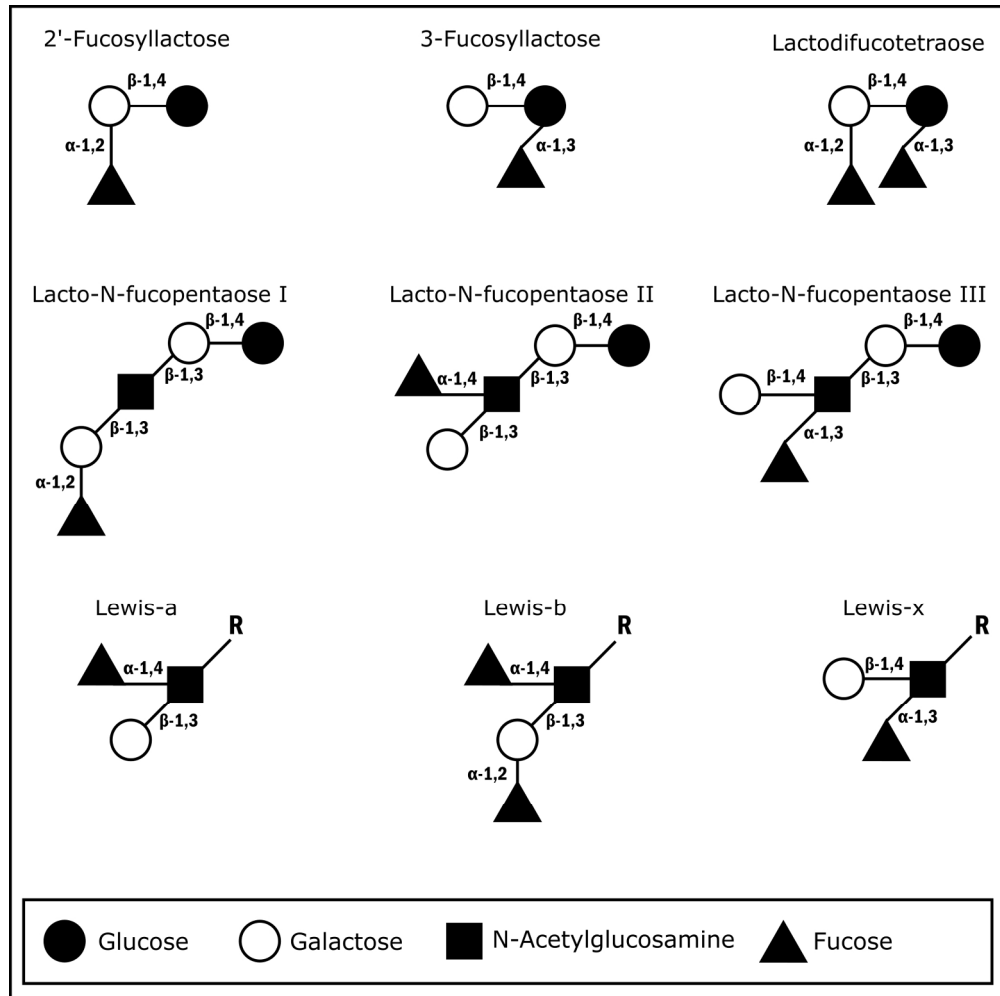 2'-Fucosyllactose
β-1,4
α-1,2
3-Fucosyllactose
β-1,4
α-1,3
Lactodifucotetraose
β-1,4
α-1,2
α-1,3
Lacto-N-fucopentaose I
β-1,4
β-1,3
β-1,3
α-1,2
Lacto-N-fucopentaose II
β-1,4
β-1,3
α-1,4
β-1,3
Lacto-N-fucopentaose III
β-1,4
β-1,3
β-1,4
α-1,3
Lewis-a
R
α-1,4
β-1,3
Lewis-b
R
α-1,4
β-1,3
α-1,2
Lewis-x
R
β-1,4
α-1,3
Glucose
Galactose
N-Acetylglucosamine
Fucose